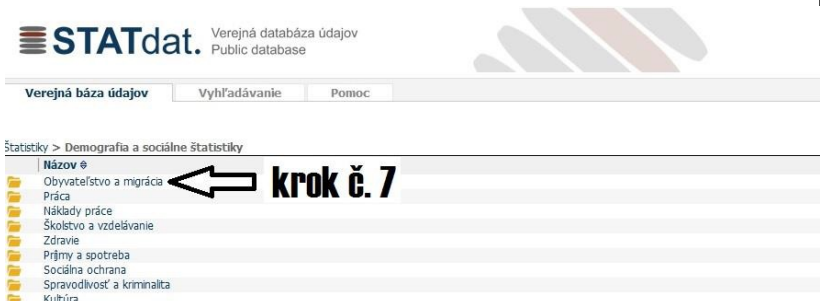 STATdat.
Verejná databáza údajov
Public database
Verejná báza údajov
Vyhľadávanie
Pomoc
Štatistiky > Demografia a sociálne štatistiky
Názov
Obyvateľstvo a migrácia
krok č. 7
Práca
Náklady práce
Školstvo a vzdelávanie
Zdravie
Príjmy a spotreba
Sociálna ochrana
Spravodlivosť a kriminalita
Kultúra